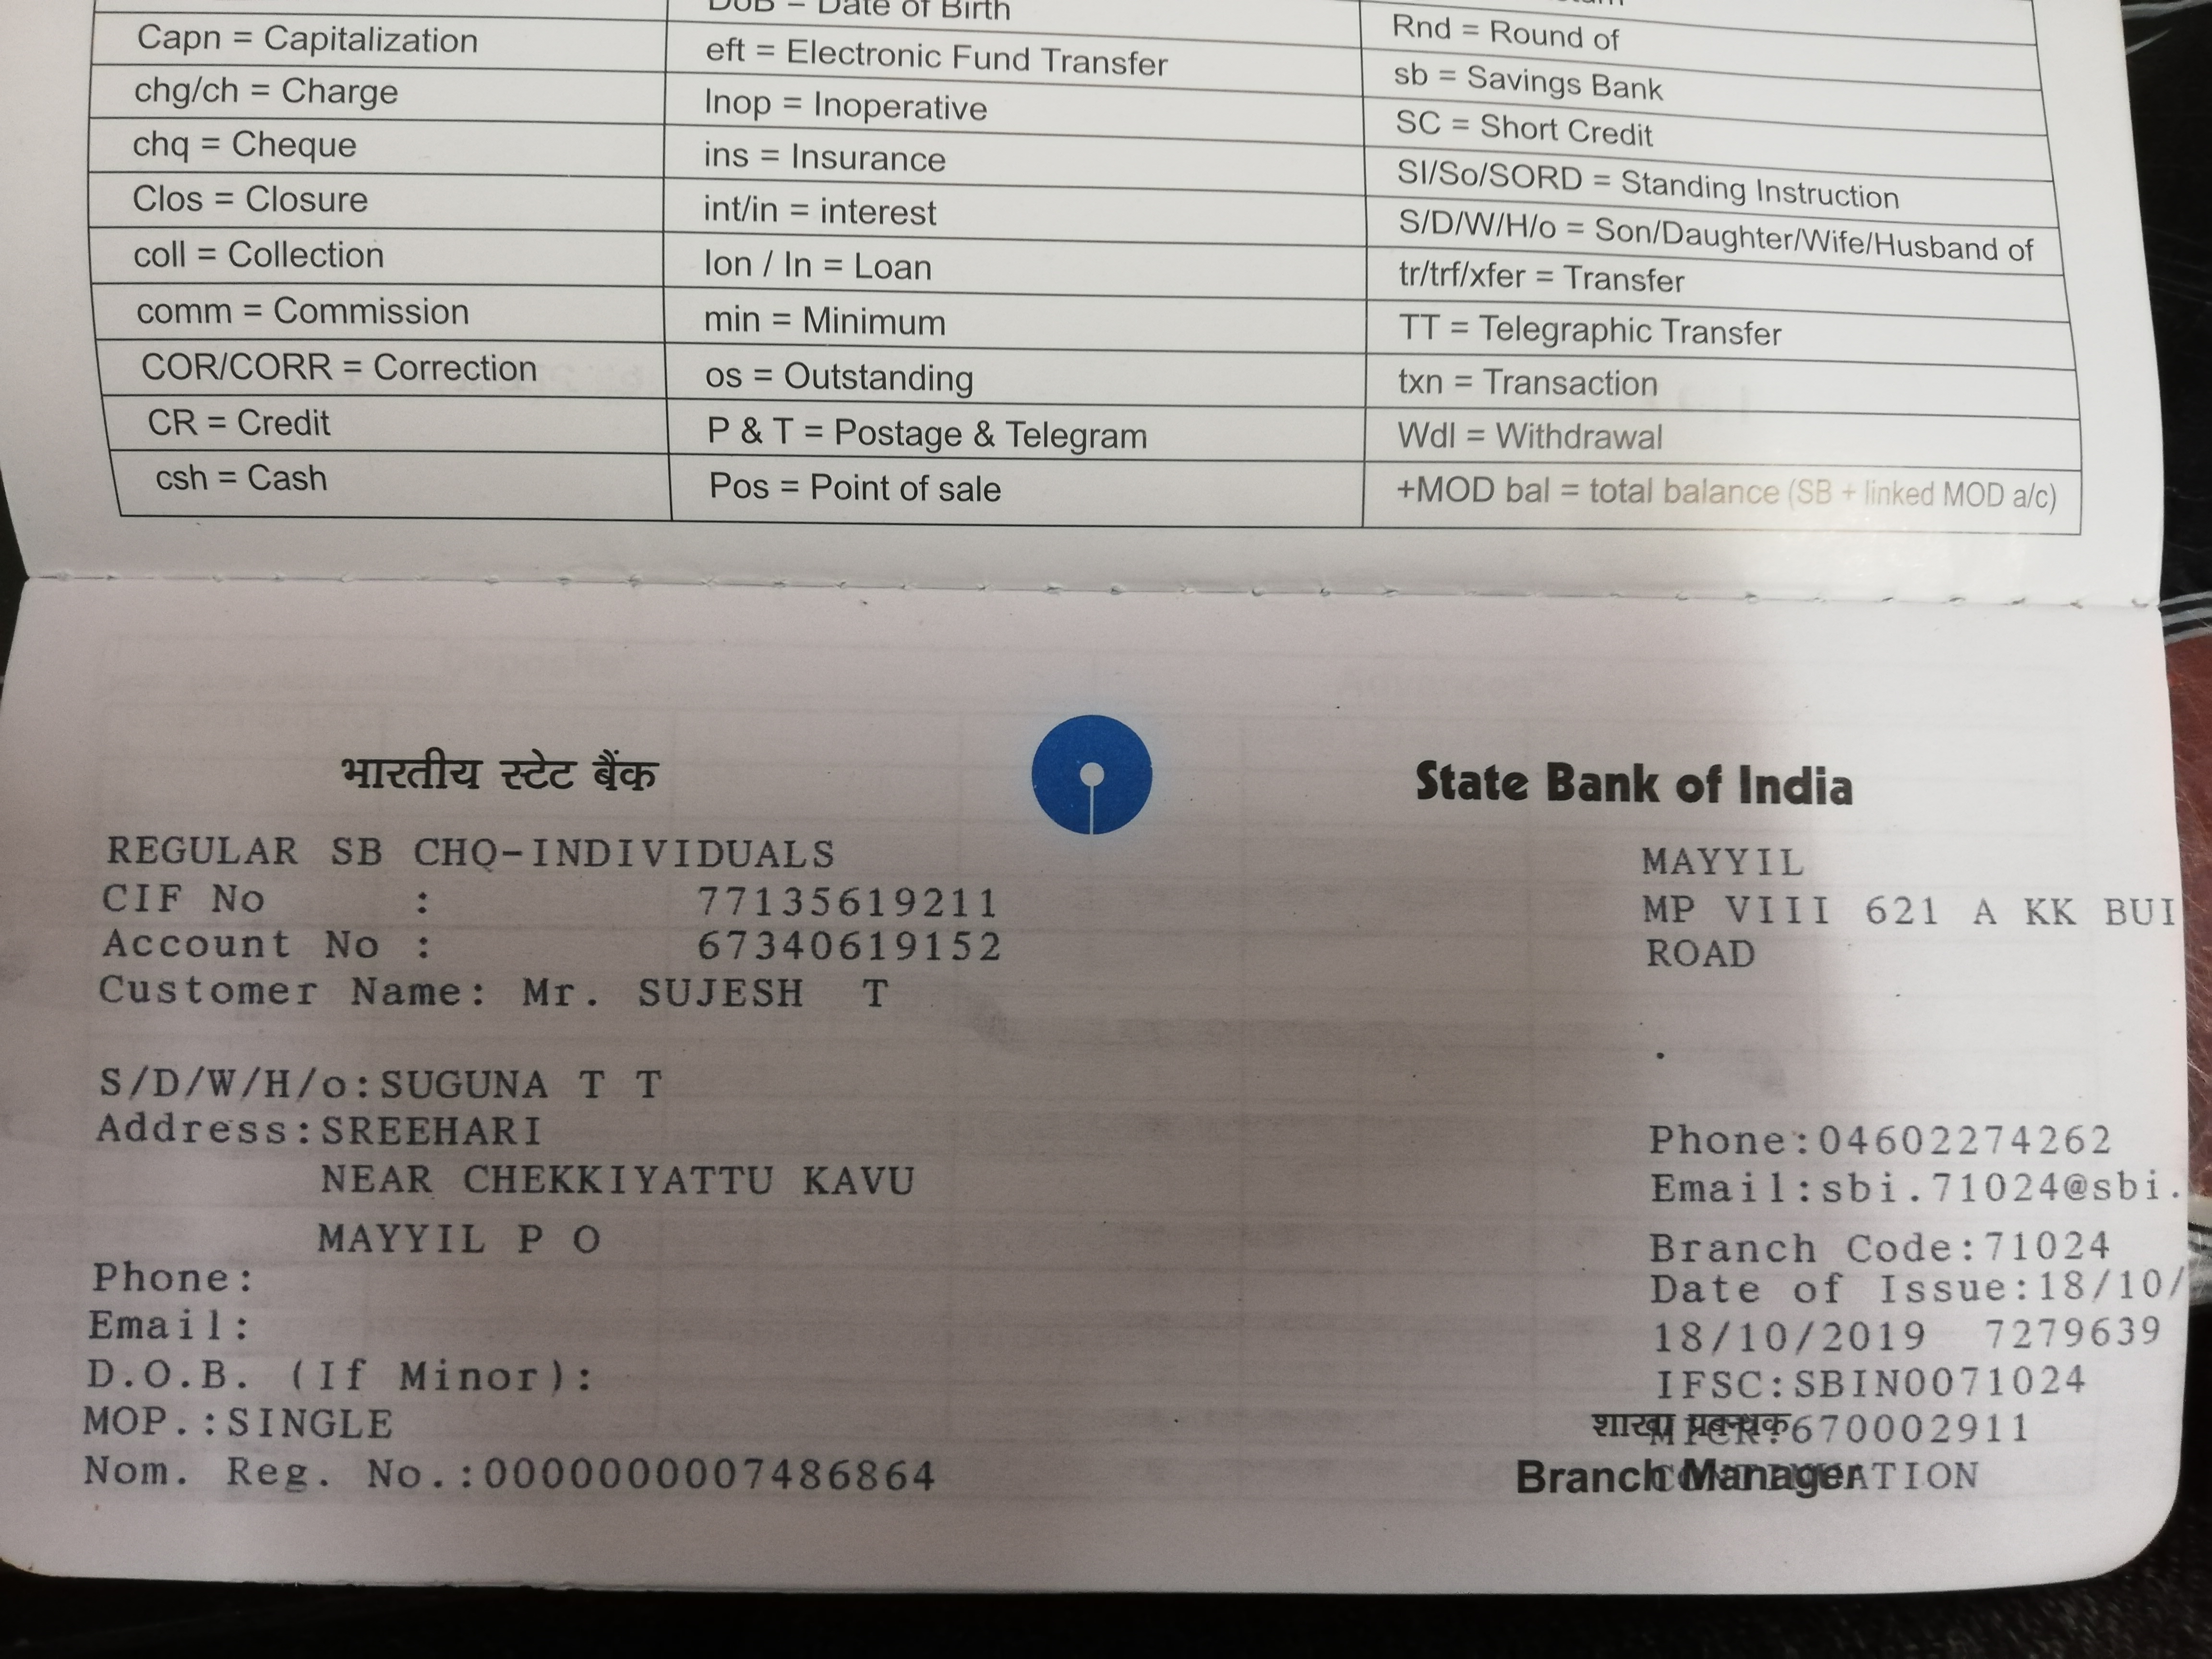 DoB = Date of Birth
Capn = Capitalization
eft = Electronic Fund Transfer
Rnd = Round of
chg/ch = Charge
Inop = Inoperative
sb = Savings Bank
chq = Cheque
ins = Insurance
SC = Short Credit
Clos = Closure
int/in = interest
SI/So/SORD = Standing Instruction
coll = Collection
lon / ln = Loan
S/D/W/H/o = Son/Daughter/Wife/Husband of
comm = Commission
min = Minimum
tr/trf/xfer = Transfer
COR/CORR = Correction
os = Outstanding
TT = Telegraphic Transfer
CR = Credit
P & T = Postage & Telegram
txn = Transaction
csh = Cash
Pos = Point of sale
Wdl = Withdrawal
+MOD bal = total balance (SB + linked MOD a/c)
भारतीय स्टेट बैंक
State Bank of India
REGULAR SB CHQ-INDIVIDUALS
CIF No : 77135619211
Account No : 67340619152
Customer Name: Mr. SUJESH T
S/D/W/H/o:SUGUNA T T
Address:SREEHARI
NEAR CHEKKIYATTU KAVU
MAYYIL P O
Phone:
Email:
D.O.B. (If Minor):
MOP.:SINGLE
Nom. Reg. No.:0000000007486864
MAYYIL
MP VIII 621 A KK BUI
ROAD
.
Phone:04602274262
Email:sbi.71024@sbi.
Branch Code:71024
Date of Issue:18/10/
18/10/2019 7279639
IFSC:SBIN0071024
शाखा प्रबन्धक
MICR:670002911
Branch Manager
CONTINUATION